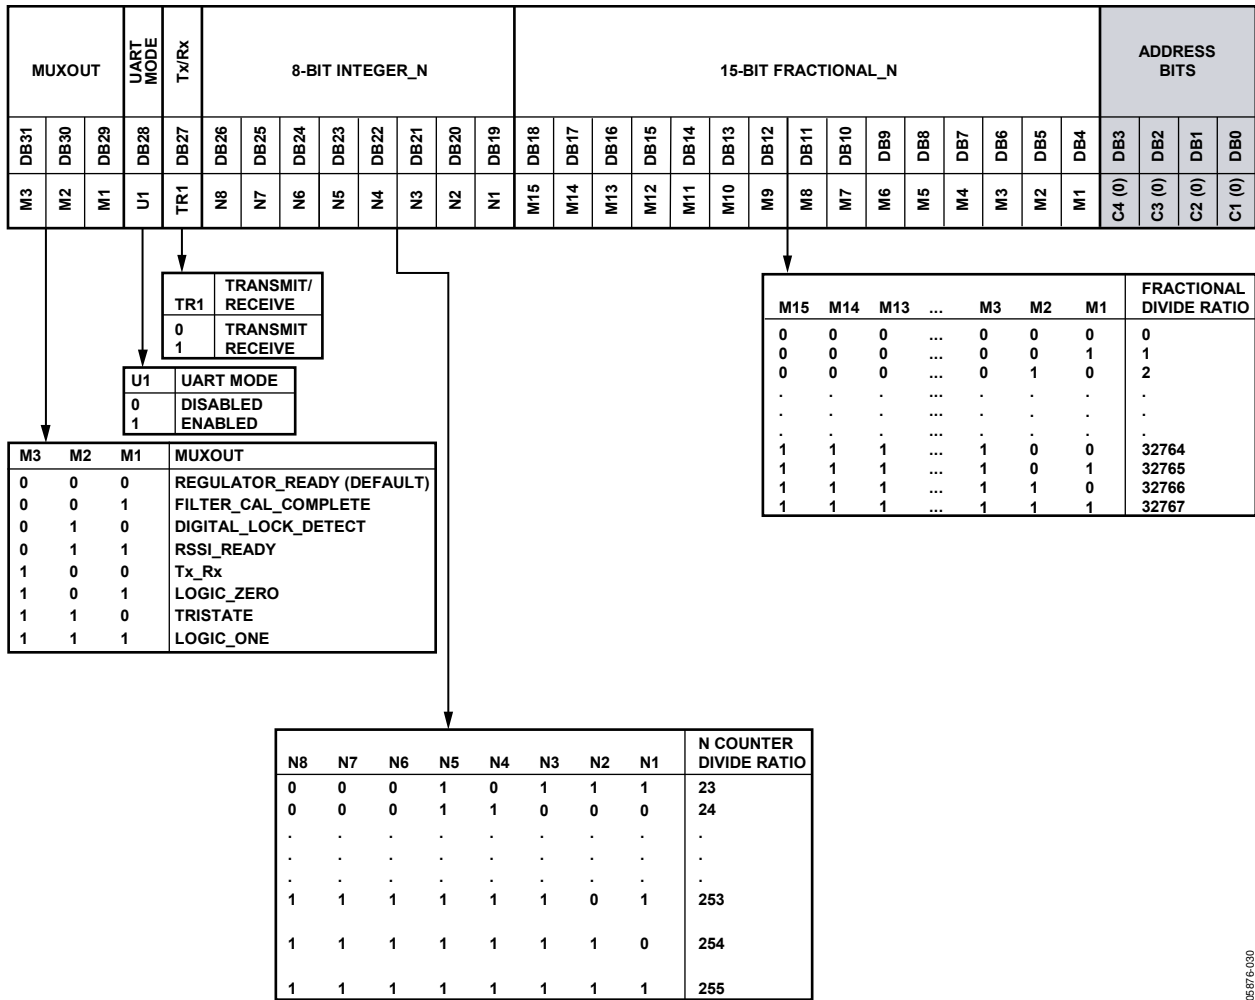 MUXOUT UART MODE Tx/Rx 8-BIT INTEGER_N 15-BIT FRACTIONAL_N ADDRESS BITS
DB31 DB30 DB29 DB28 DB27 DB26 DB25 DB24 DB23 DB22 DB21 DB20 DB19 DB18 DB17 DB16 DB15 DB14 DB13 DB12 DB11 DB10 DB9 DB8 DB7 DB6 DB5 DB4 DB3 DB2 DB1 DB0
M3 M2 M1 U1 TR1 N8 N7 N6 N5 N4 N3 N2 N1 M15 M14 M13 M12 M11 M10 M9 M8 M7 M6 M5 M4 M3 M2 M1 C4 (0) C3 (0) C2 (0) C1 (0)
TR1 TRANSMIT/
RECEIVE
0 TRANSMIT
1 RECEIVE
U1 UART MODE
0 DISABLED
1 ENABLED
M3 M2 M1 MUXOUT
0 0 0 REGULATOR_READY (DEFAULT)
0 0 1 FILTER_CAL_COMPLETE
0 1 0 DIGITAL_LOCK_DETECT
0 1 1 RSSI_READY
1 0 0 Tx_Rx
1 0 1 LOGIC_ZERO
1 1 0 TRISTATE
1 1 1 LOGIC_ONE
M15 M14 M13 ... M3 M2 M1 FRACTIONAL
DIVIDE RATIO
0 0 0 ... 0 0 0 0
0 0 0 ... 0 0 1 1
0 0 0 ... 0 1 0 2
. . . ... . . . .
. . . ... . . . .
. . . ... . . . .
1 1 1 ... 1 0 0 32764
1 1 1 ... 1 0 1 32765
1 1 1 ... 1 1 0 32766
1 1 1 ... 1 1 1 32767
N8 N7 N6 N5 N4 N3 N2 N1 N COUNTER
DIVIDE RATIO
0 0 0 1 0 1 1 1 23
0 0 0 1 1 0 0 0 24
. . . . . . . . .
. . . . . . . . .
. . . . . . . . .
1 1 1 1 1 1 0 1 253
1 1 1 1 1 1 1 0 254
1 1 1 1 1 1 1 1 255
05876-030